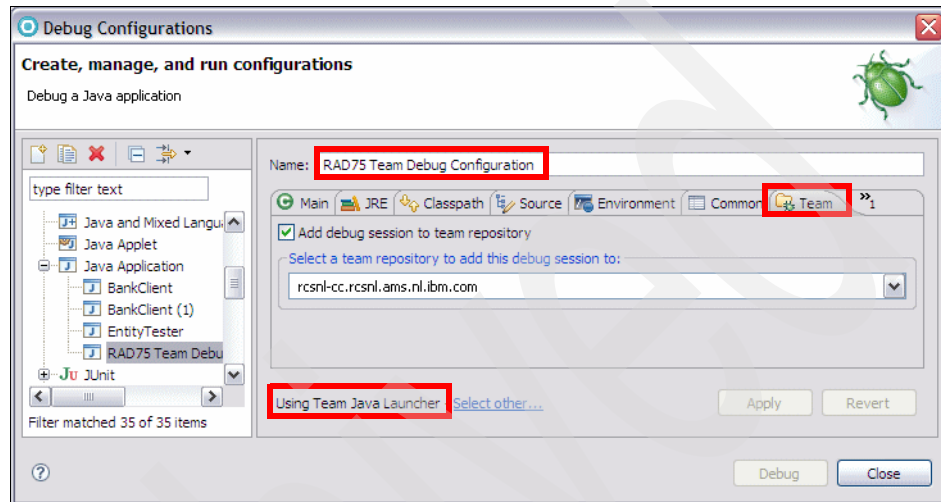 Debug Configurations
Create, manage, and run configurations
Debug a Java application
type filter text
Java and Mixed Langu
Java Applet
Java Application
BankClient
BankClient (1)
EntityTester
RAD75 Team Debu
Ju JUnit
Filter matched 35 of 35 items
Name: RAD75 Team Debug Configuration
Main JRE Classpath Source Environment Common Team »1
Add debug session to team repository
Select a team repository to add this debug session to:
rcsnl-cc.rcsnl.ams.nl.ibm.com
Using Team Java Launcher - Select other...
Apply Revert
Debug Close